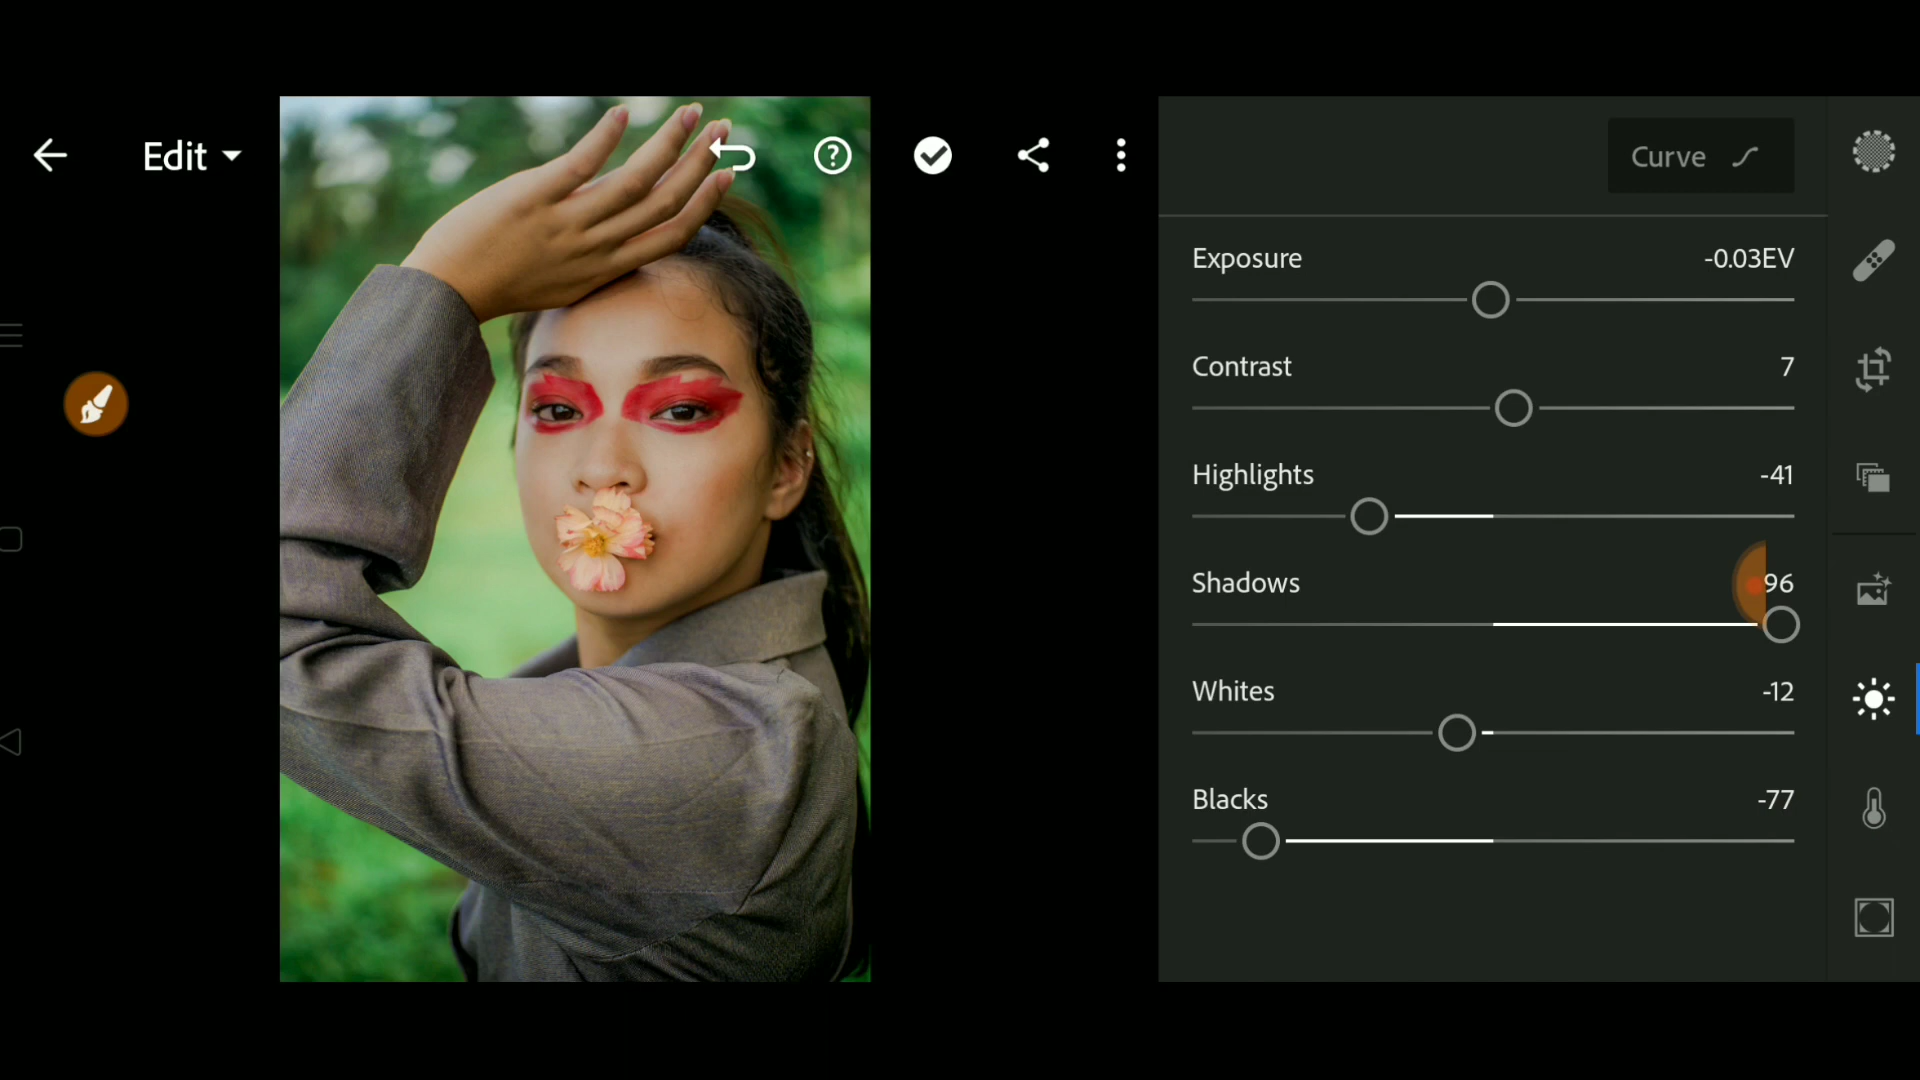 Edit
Curve
Exposure -0.03EV
Contrast 7
Highlights -41
Shadows 96
Whites -12
Blacks -77